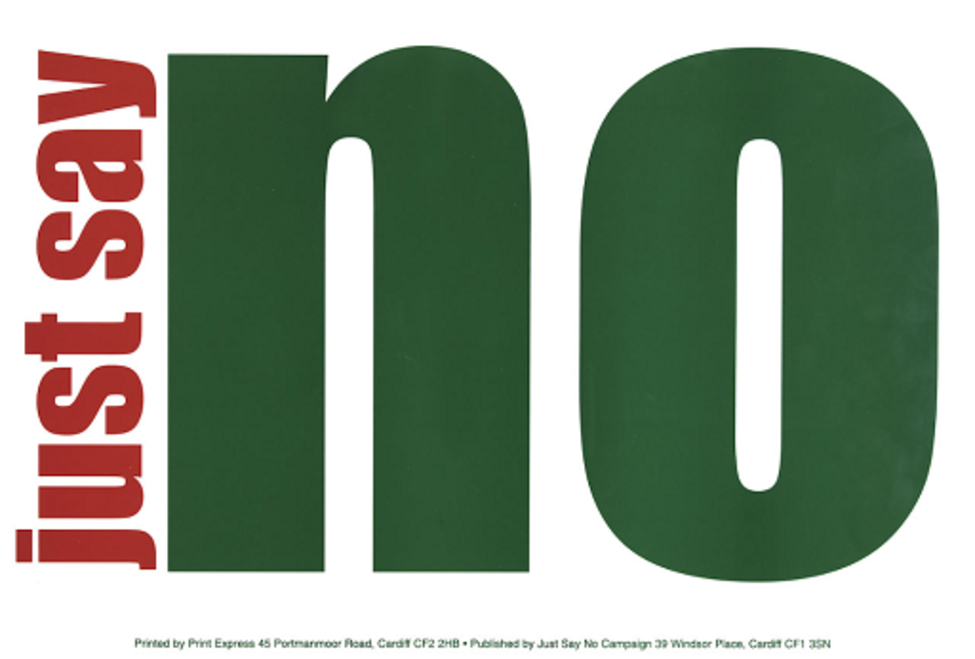 just say
no
Printed by Print Express 45 Portmanmoor Road, Cardiff CF2 2HB • Published by Just Say No Campaign 39 Windsor Place, Cardiff CF1 3SN